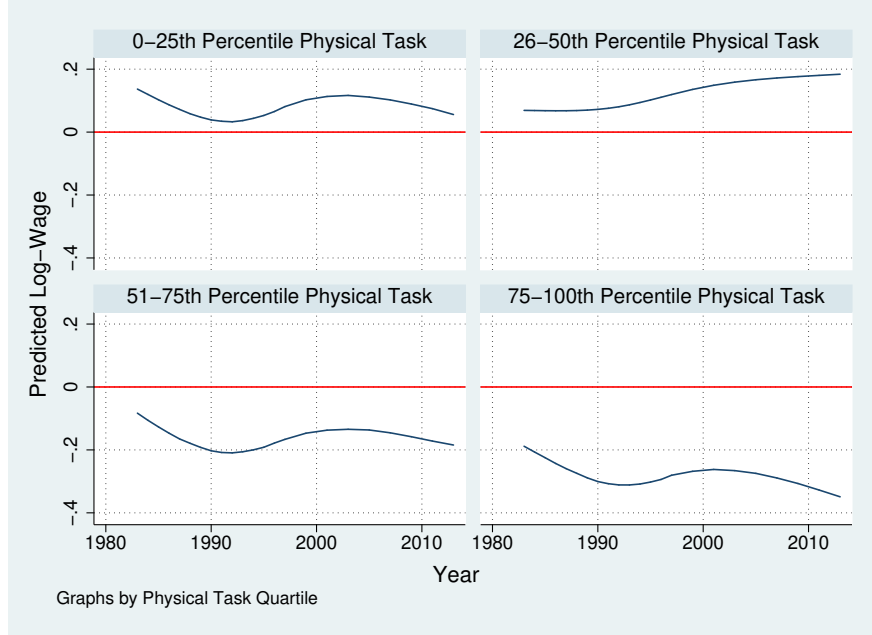 0−25th Percentile Physical Task
26−50th Percentile Physical Task
.2
0
−.2
−.4
51−75th Percentile Physical Task
75−100th Percentile Physical Task
.2
0
−.2
−.4
1980
1990
2000
2010
1980
1990
2000
2010
Predicted Log−Wage
Year
Graphs by Physical Task Quartile